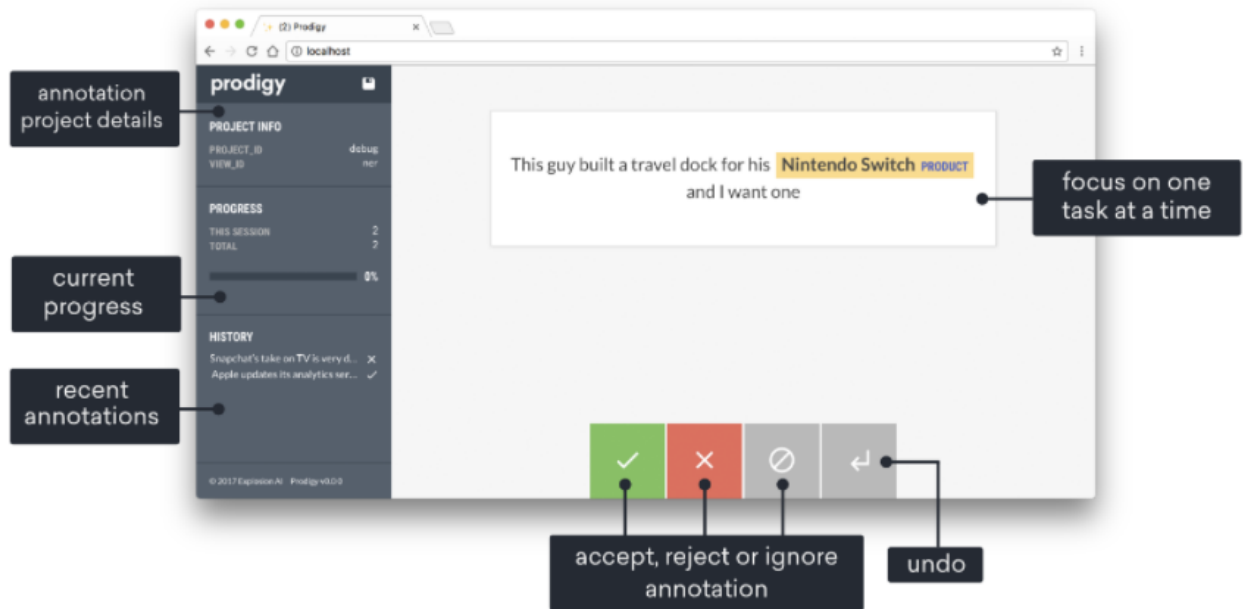 (2) Prodigy
localhost
prodigy
annotation
project details
PROJECT INFO
PROJECT_ID debug
VIEW_ID ner
This guy built a travel dock for his Nintendo Switch PRODUCT
and I want one
focus on one
task at a time
PROGRESS
THIS SESSION 2
TOTAL 2
0%
current
progress
HISTORY
Snapchat's take on TV is very d...
Apple updates its analytics ser...
recent
annotations
© 2017 Explosion AI Prodigy v0.0.0
accept, reject or ignore
annotation
undo